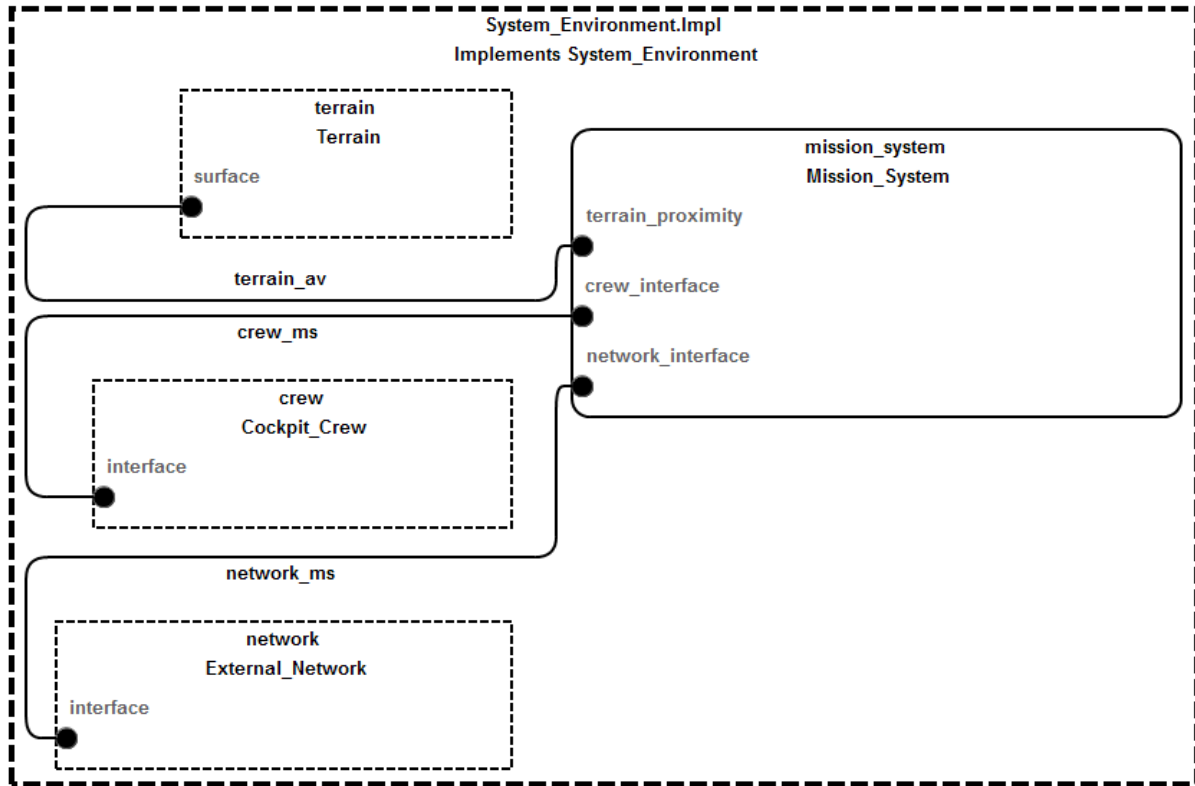 System_Environment.Impl
Implements System_Environment
terrain
Terrain
surface
terrain_av
crew_ms
crew
Cockpit_Crew
interface
network_ms
network
External_Network
interface
mission_system
Mission_System
terrain_proximity
crew_interface
network_interface